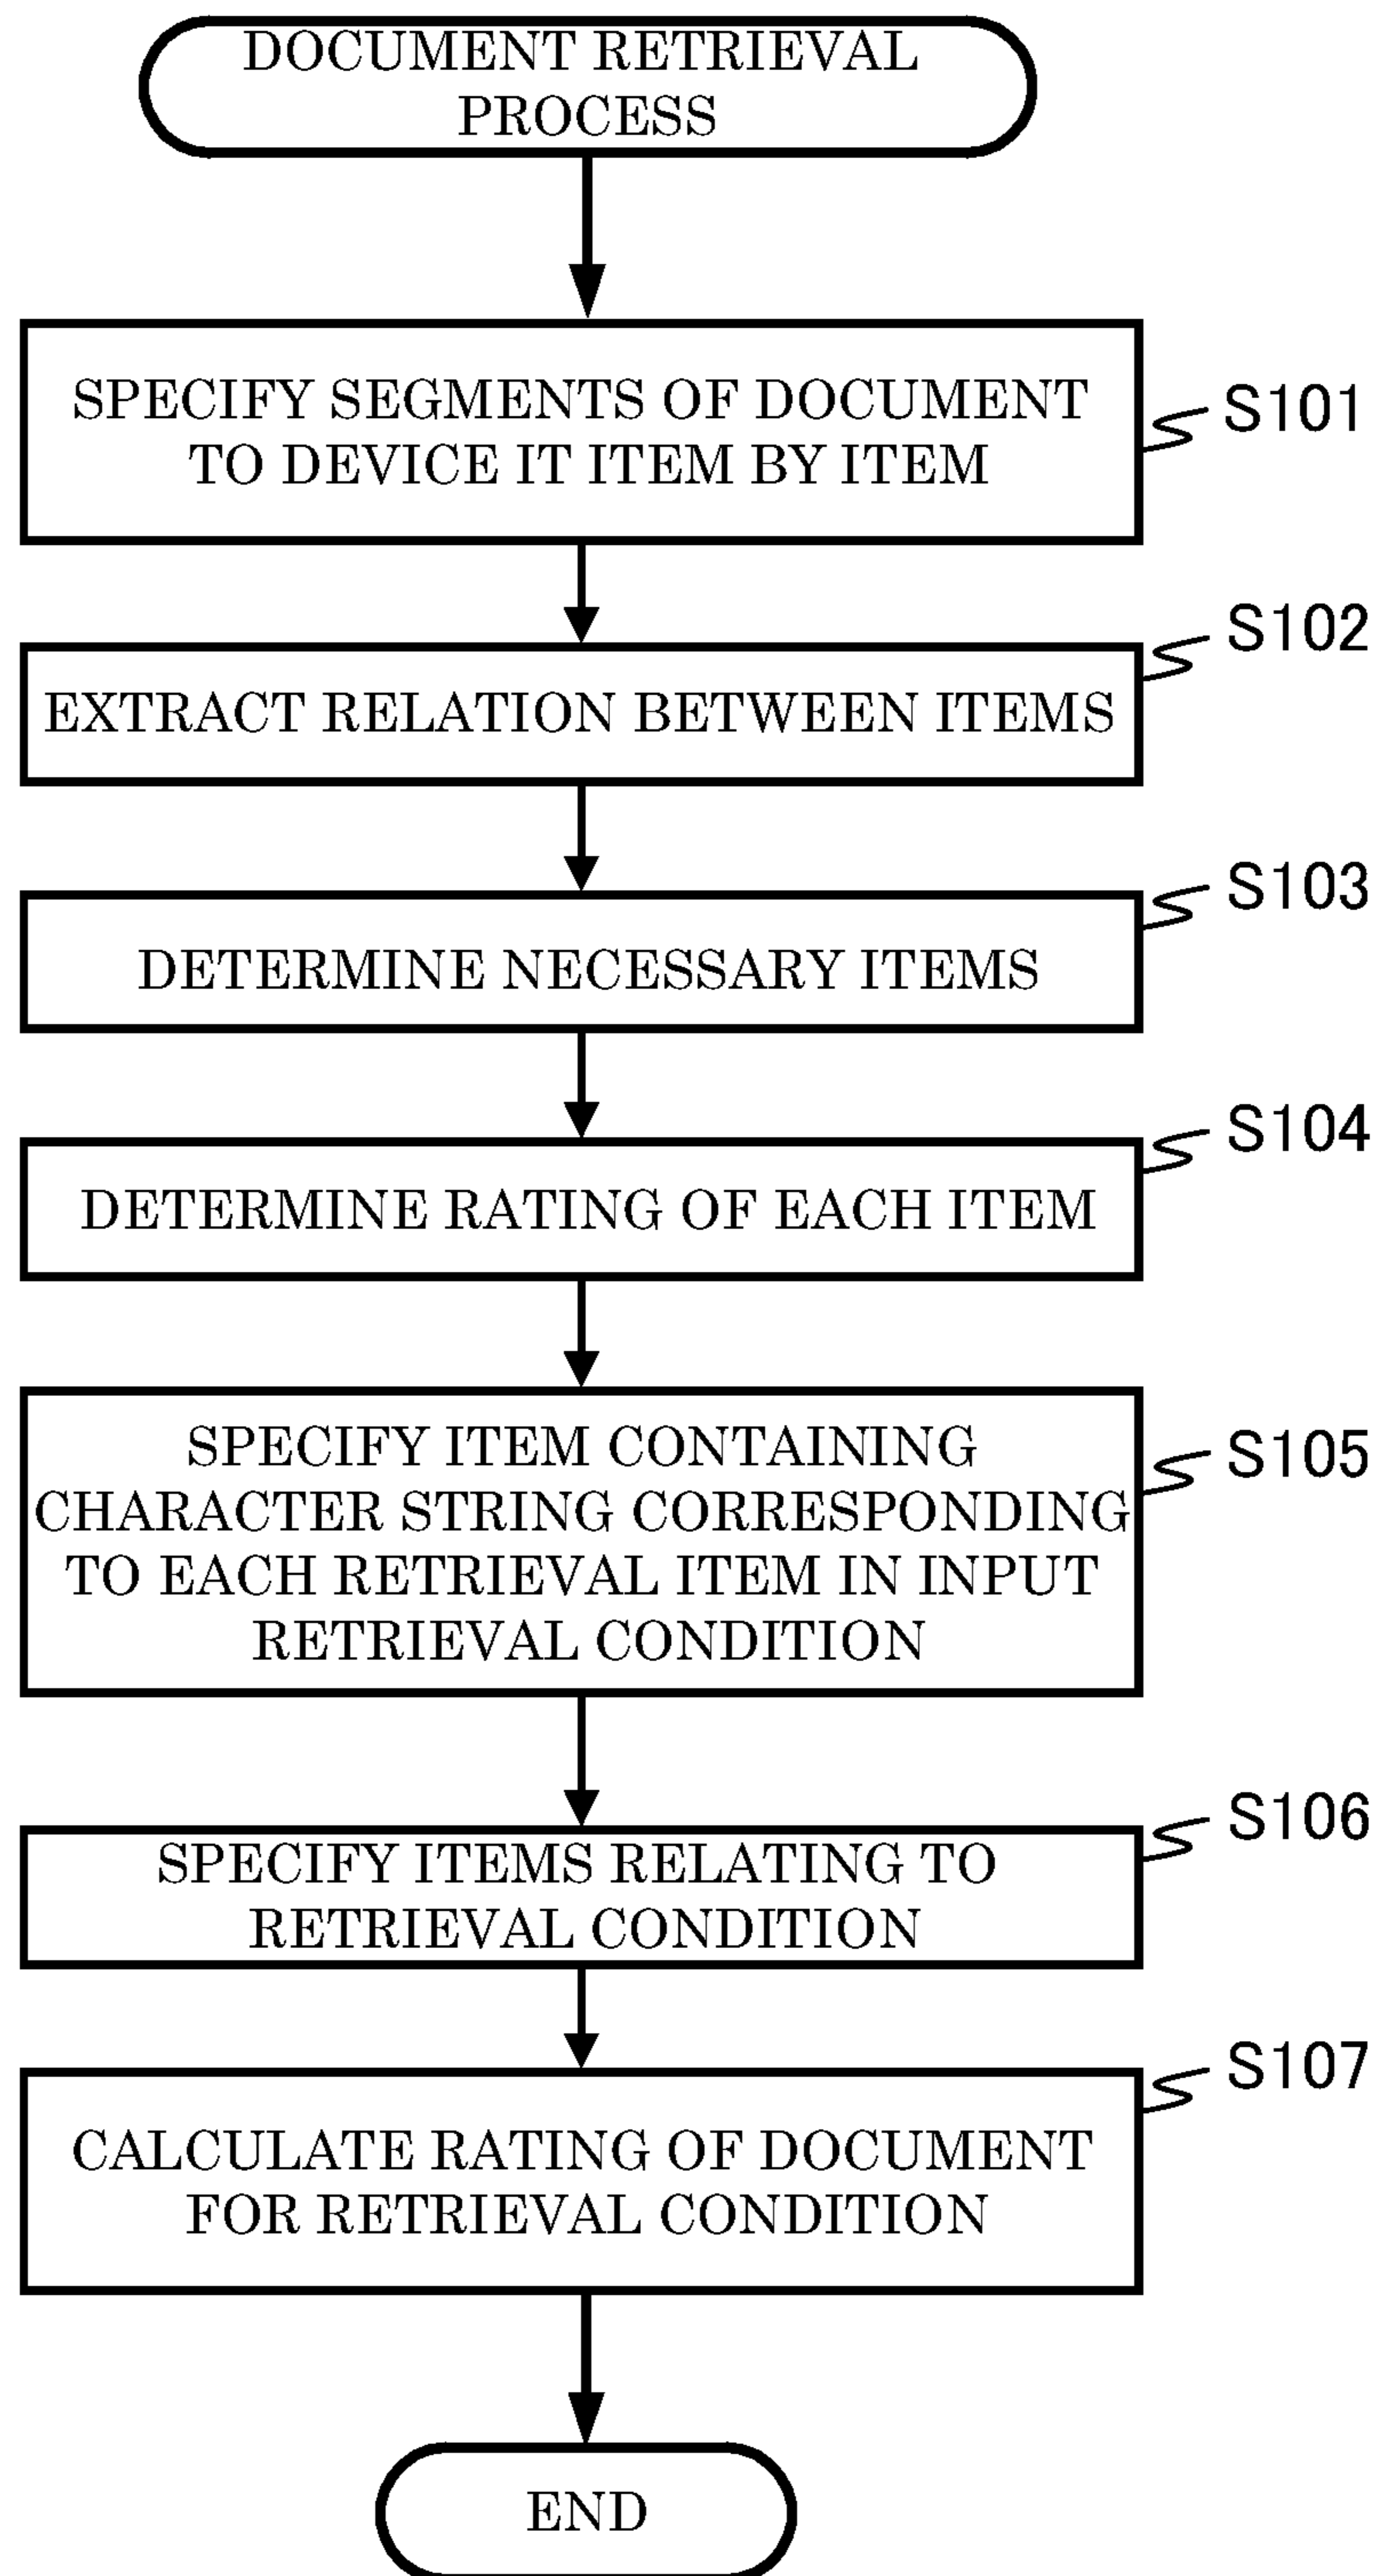 DOCUMENT RETRIEVAL
PROCESS
SPECIFY SEGMENTS OF DOCUMENT
TO DEVICE IT ITEM BY ITEM
S101
EXTRACT RELATION BETWEEN ITEMS
S102
DETERMINE NECESSARY ITEMS
S103
DETERMINE RATING OF EACH ITEM
S104
SPECIFY ITEM CONTAINING
CHARACTER STRING CORRESPONDING
TO EACH RETRIEVAL ITEM IN INPUT
RETRIEVAL CONDITION
S105
SPECIFY ITEMS RELATING TO
RETRIEVAL CONDITION
S106
CALCULATE RATING OF DOCUMENT
FOR RETRIEVAL CONDITION
S107
END